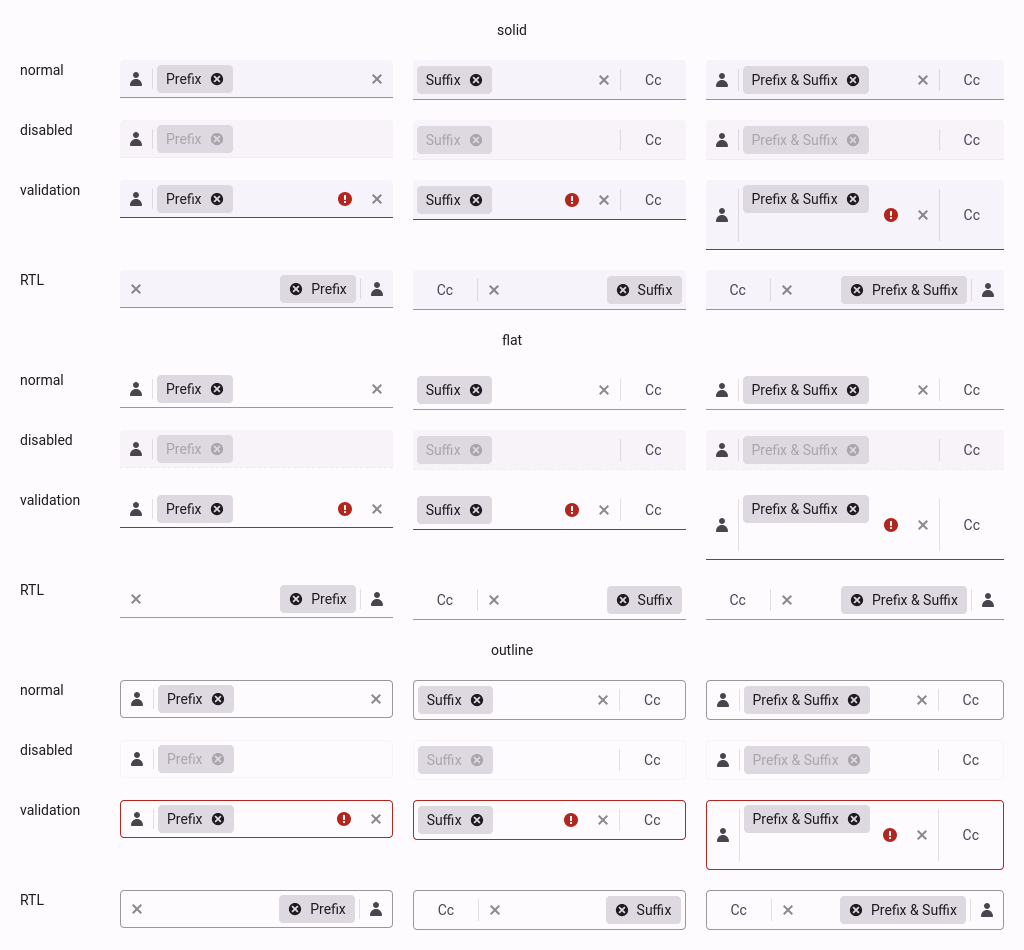 solid
normal Prefix Suffix Cc Prefix & Suffix Cc
disabled Prefix Suffix Cc Prefix & Suffix Cc
validation Prefix Suffix Cc Prefix & Suffix Cc
RTL Prefix Cc Suffix Cc Prefix & Suffix
flat
normal Prefix Suffix Cc Prefix & Suffix Cc
disabled Prefix Suffix Cc Prefix & Suffix Cc
validation Prefix Suffix Cc Prefix & Suffix Cc
RTL Prefix Cc Suffix Cc Prefix & Suffix
outline
normal Prefix Suffix Cc Prefix & Suffix Cc
disabled Prefix Suffix Cc Prefix & Suffix Cc
validation Prefix Suffix Cc Prefix & Suffix Cc
RTL Prefix Cc Suffix Cc Prefix & Suffix